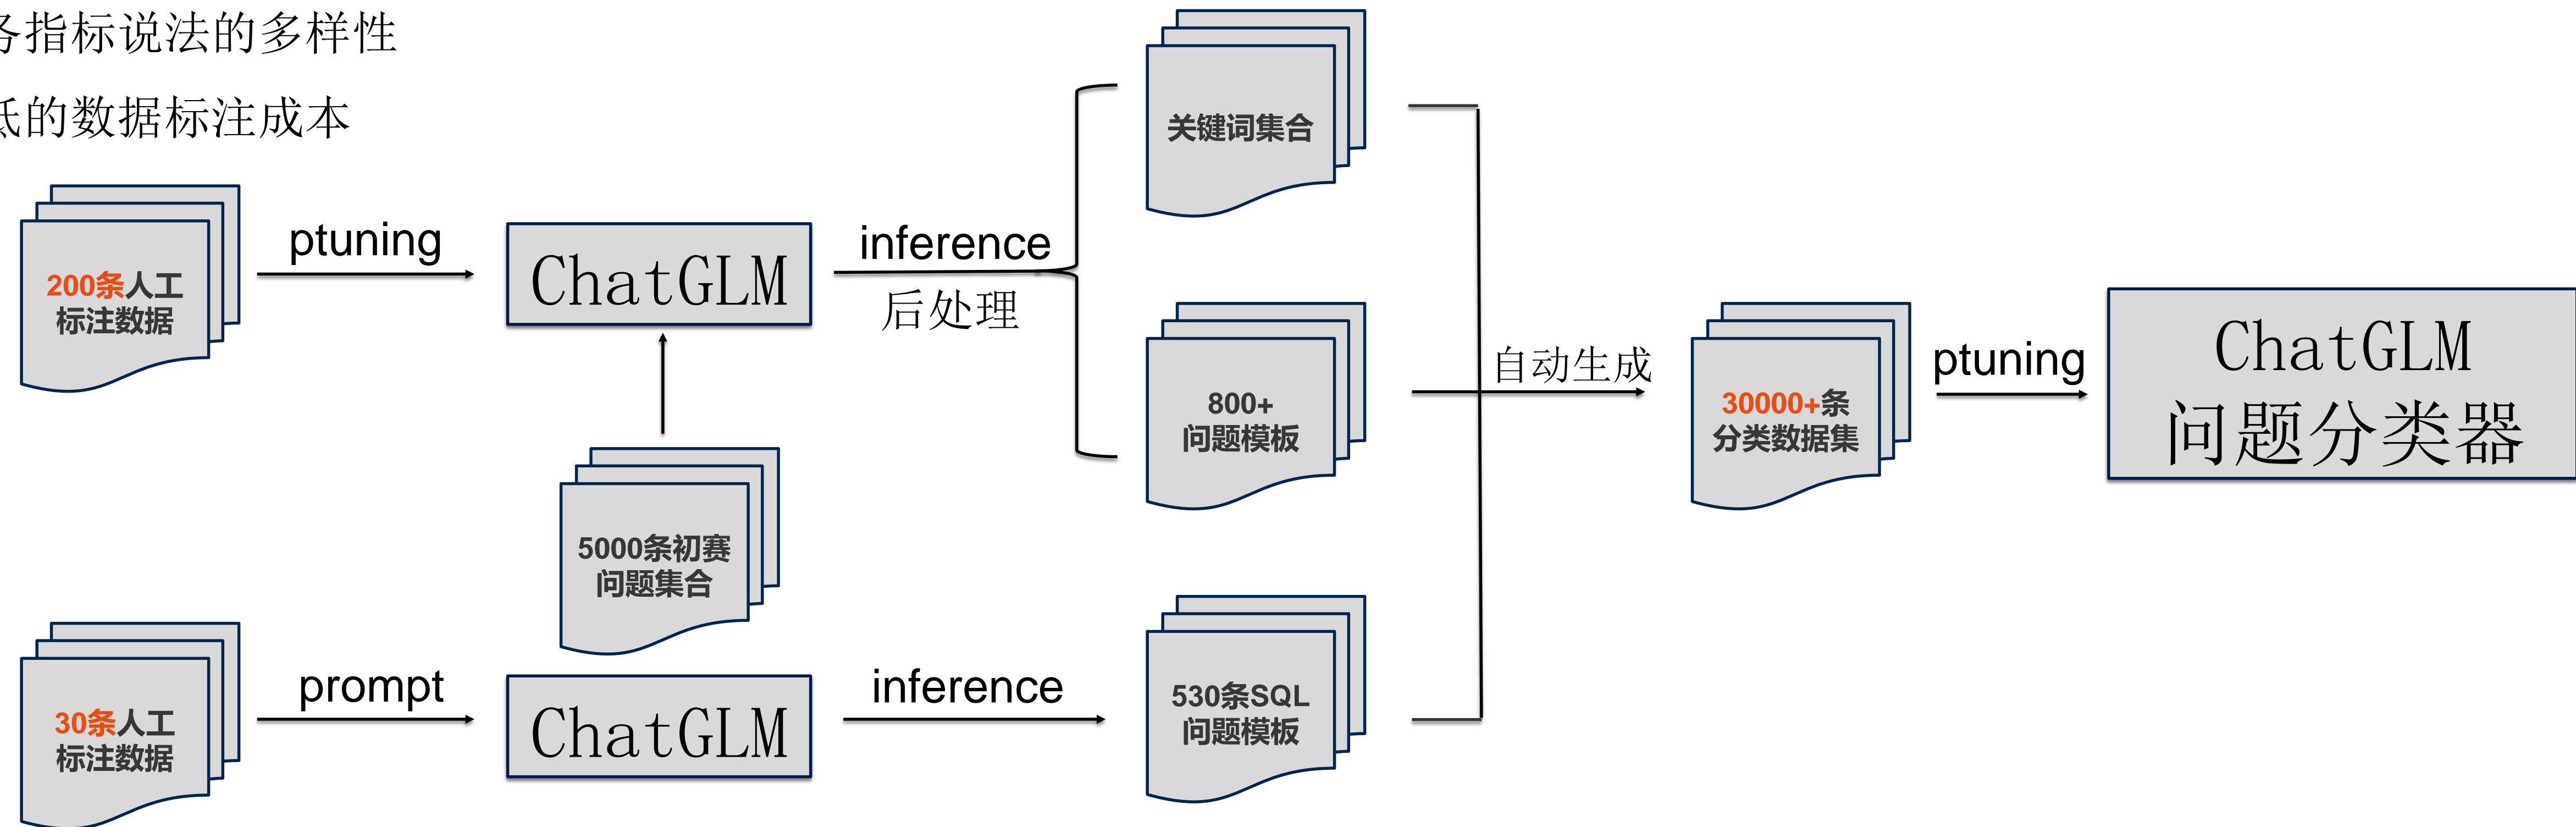 各指标说法的多样性
低的数据标注成本
关键词集合
200条人工
标注数据
ptuning
ChatGLM
inference
后处理
800+
问题模板
自动生成
30000+条
分类数据集
ptuning
ChatGLM
问题分类器
5000条初赛
问题集合
30条人工
标注数据
prompt
ChatGLM
inference
530条SQL
问题模板